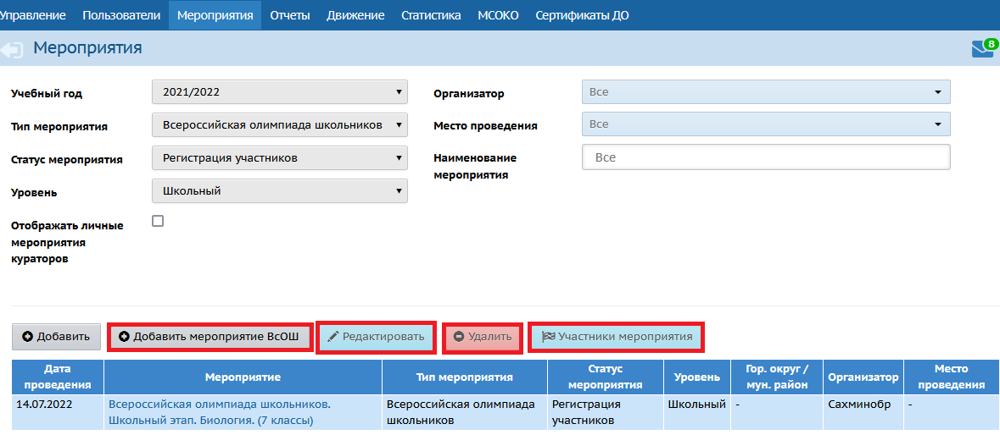 Управление Пользователи Мероприятия Отчеты Движение Статистика МСОКО Сертификаты ДО
Мероприятия 8
Учебный год 2021/2022 Организатор Все
Тип мероприятия Всероссийская олимпиада школьников Место проведения Все
Статус мероприятия Регистрация участников Наименование мероприятия Все
Уровень Школьный
Отображать личные
мероприятия
кураторов
Добавить Добавить мероприятие ВсОШ Редактировать Удалить Участники мероприятия
Дата проведения Мероприятие Тип мероприятия Статус мероприятия Уровень Гор. округ / мун. район Организатор Место проведения
14.07.2022 Всероссийская олимпиада школьников. Школьный этап. Биология. (7 классы) Всероссийская олимпиада школьников Регистрация участников Школьный - Сахминобр -